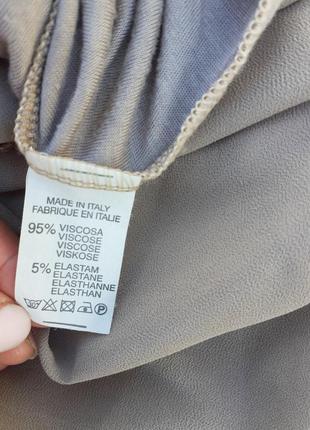 MADE IN ITALY
FABRIQUE EN ITALIE
95% VISCOSA
VISCOSE
VISCOSE
VISKOSE
5% ELASTAM
ELASTANE
ELASTHANNE
ELASTHAN
P